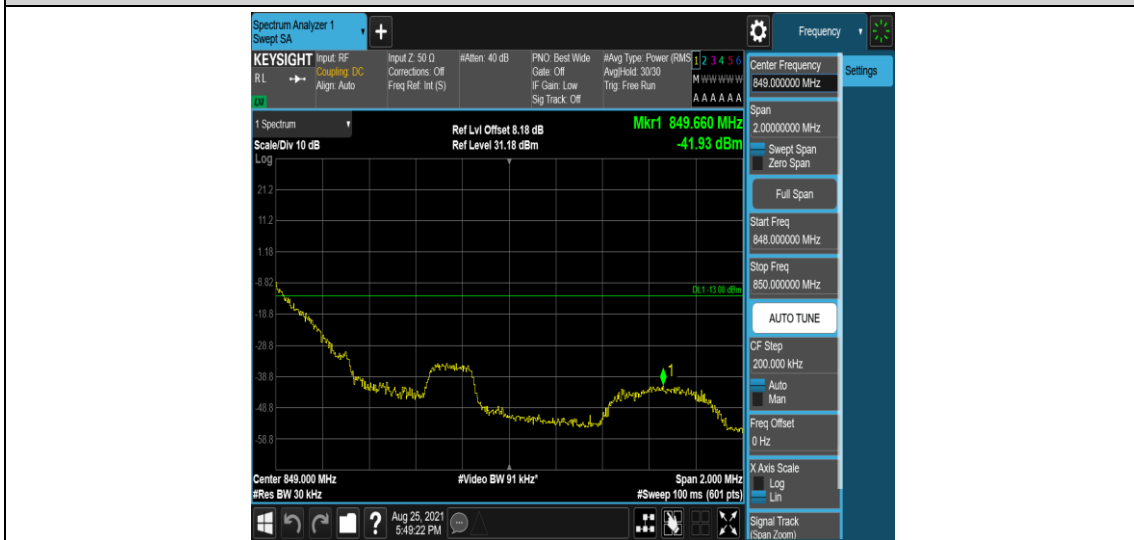 Spectrum Analyzer 1
Swept SA
+
Frequency
KEYSIGHT
RL
Input: RF
Coupling: DC
Align: Auto
Input Z: 50 Ω
Corrections: Off
Freq Ref: Int (S)
#Atten: 40 dB
PNO: Best Wide
Gate: Off
IF Gain: Low
Sig Track: Off
#Avg Type: Power (RMS
Avg|Hold: 30/30
Trig: Free Run
1 2 3 4 5 6
M W W W W W
A A A A A A
1 Spectrum
Scale/Div 10 dB
Ref Lvl Offset 8.18 dB
Ref Level 31.18 dBm
Mkr1 849.660 MHz
-41.93 dBm
Log
21.2
11.2
1.18
-8.82
-18.8
-28.8
-38.8
-48.8
-58.8
DL1 -13.00 dBm
1
Center 849.000 MHz
#Res BW 30 kHz
#Video BW 91 kHz*
Span 2.000 MHz
#Sweep 100 ms (601 pts)
Center Frequency
849.000000 MHz
Settings
Span
2.00000000 MHz
Swept Span
Zero Span
Full Span
Start Freq
848.000000 MHz
Stop Freq
850.000000 MHz
AUTO TUNE
CF Step
200.000 kHz
Auto
Man
Freq Offset
0 Hz
X Axis Scale
Log
Lin
Signal Track
(Span Zoom)
?
Aug 25, 2021
5:49:22 PM